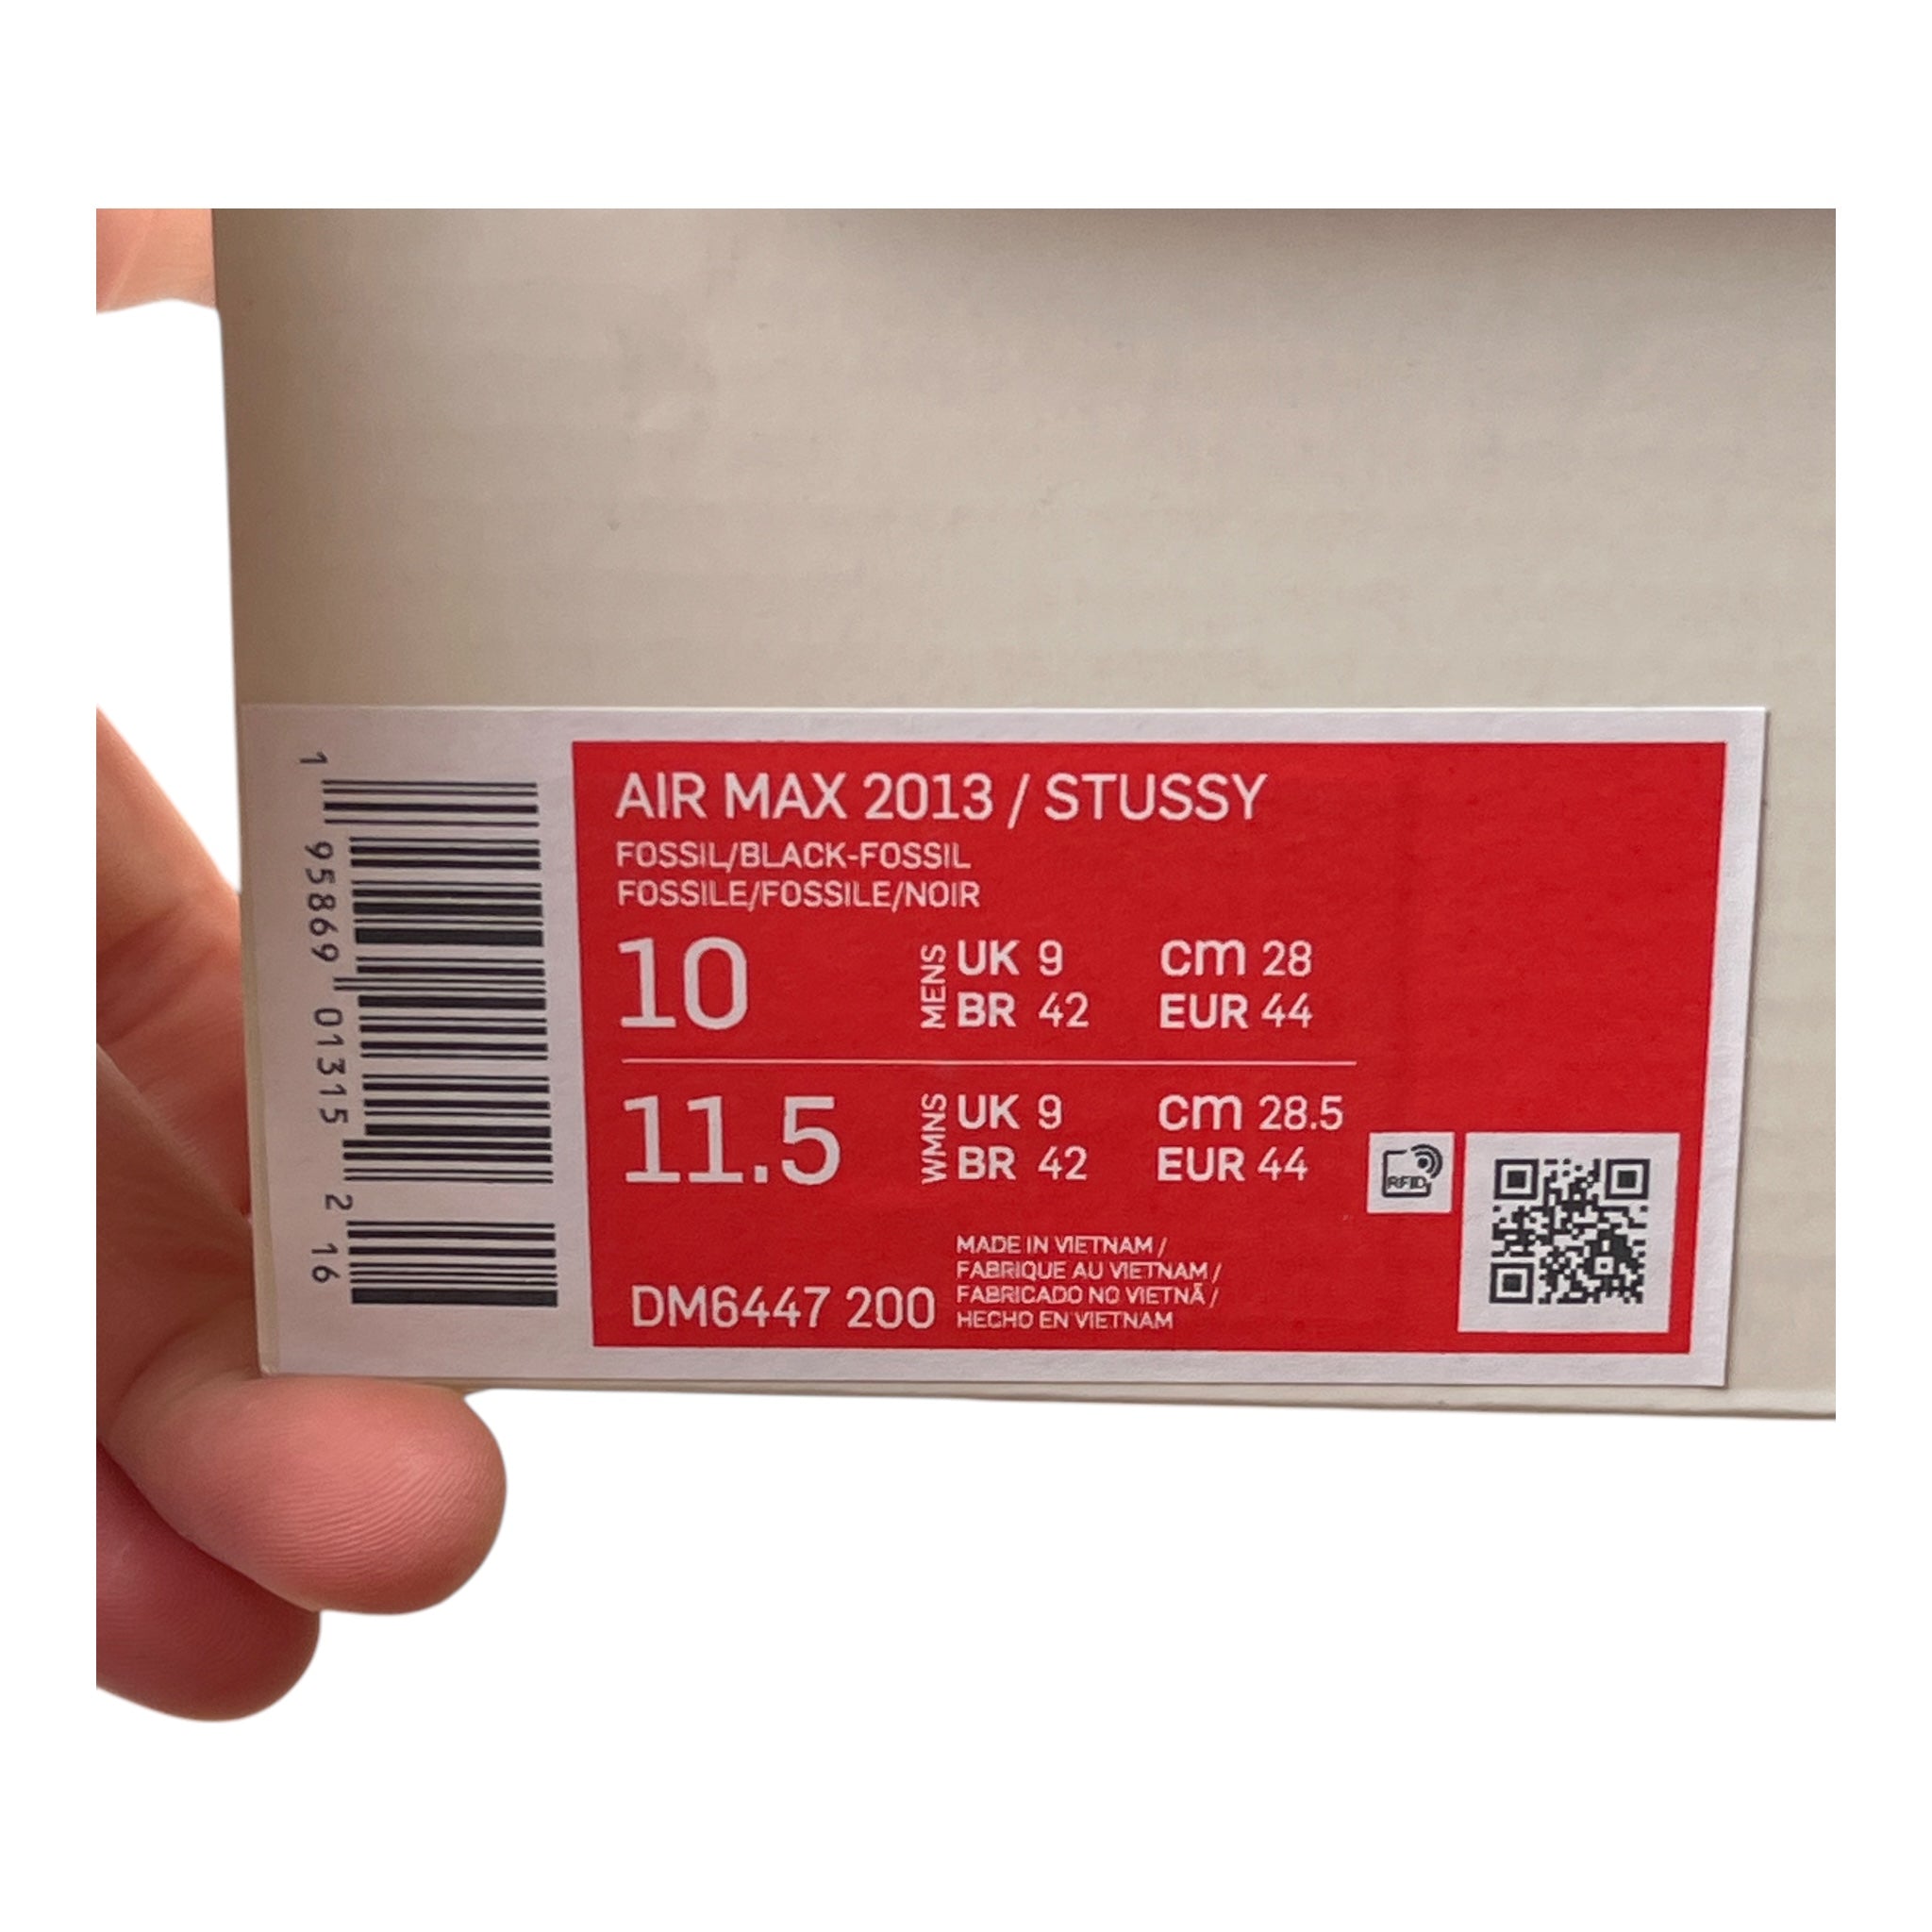 AIR MAX 2013 / STUSSY
FOSSIL/BLACK-FOSSIL
FOSSILE/FOSSILE/NOIR
10
MENS
UK 9
cm 28
BR 42
EUR 44
11.5
WMNS
UK 9
cm 28.5
BR 42
EUR 44
RFID
DM6447 200
MADE IN VIETNAM /
FABRIQUE AU VIETNAM /
FABRICADO NO VIETNÃ /
HECHO EN VIETNAM
1 95869 01315 2 16